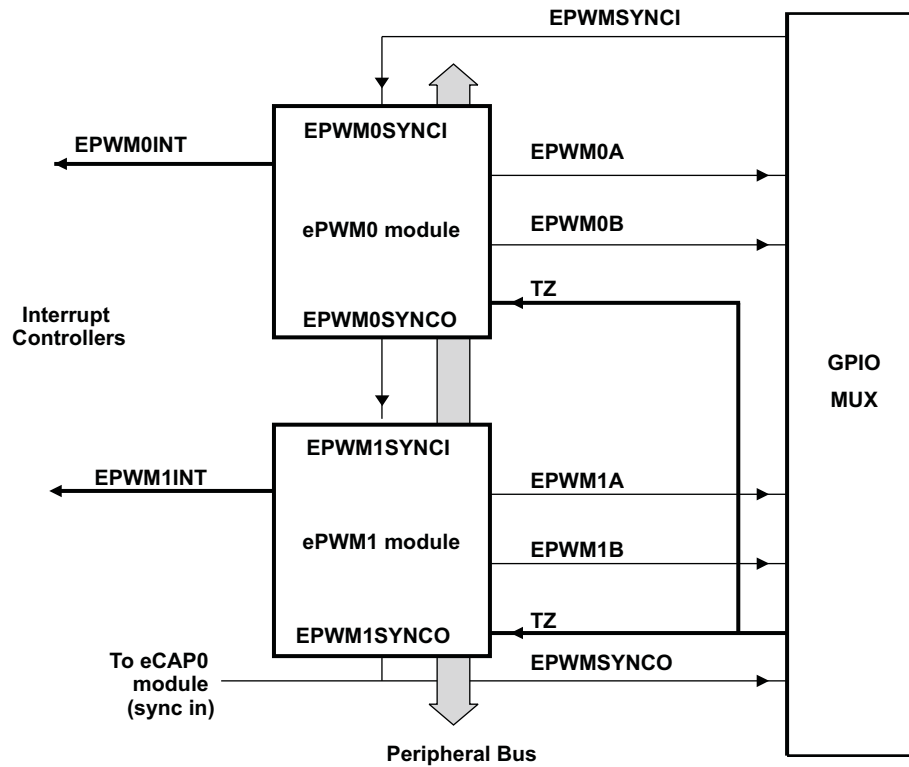 EPWMSYNCI
EPWM0SYNCI
EPWM0INT
EPWM0A
ePWM0 module
EPWM0B
TZ
EPWM0SYNCO
Interrupt
Controllers
GPIO
MUX
EPWM1SYNCI
EPWM1INT
EPWM1A
ePWM1 module
EPWM1B
TZ
EPWM1SYNCO
To eCAP0
module
(sync in)
EPWMSYNCO
Peripheral Bus